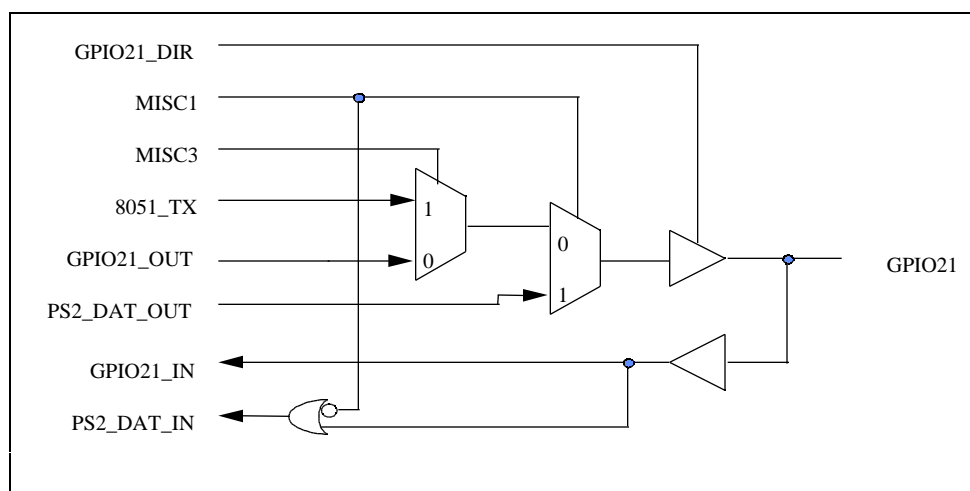 GPIO21_DIR
MISC1
MISC3
8051_TX
1
GPIO21_OUT
0
0
GPIO21
PS2_DAT_OUT
1
GPIO21_IN
PS2_DAT_IN